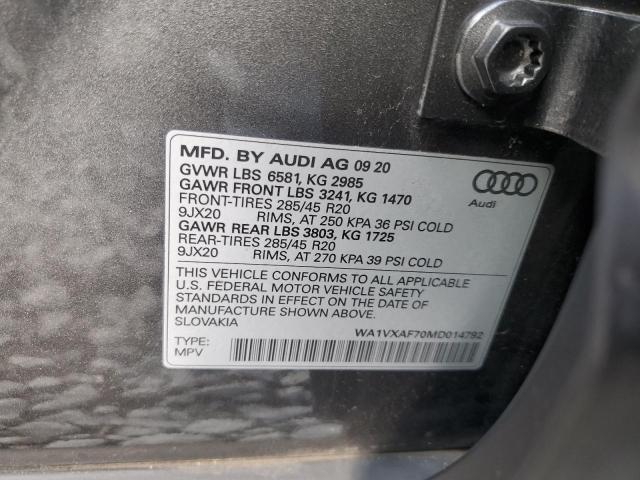 MFD. BY AUDI AG 09 20
GVWR LBS 6581, KG 2985
GAWR FRONT LBS 3241, KG 1470
FRONT-TIRES 285/45 R20
9JX20 RIMS, AT 250 KPA 36 PSI COLD
GAWR REAR LBS 3803, KG 1725
REAR-TIRES 285/45 R20
9JX20 RIMS, AT 270 KPA 39 PSI COLD
Audi
THIS VEHICLE CONFORMS TO ALL APPLICABLE
U.S. FEDERAL MOTOR VEHICLE SAFETY
STANDARDS IN EFFECT ON THE DATE OF
MANUFACTURE SHOWN ABOVE.
SLOVAKIA
WA1VXAF70MD014792
TYPE:
MPV